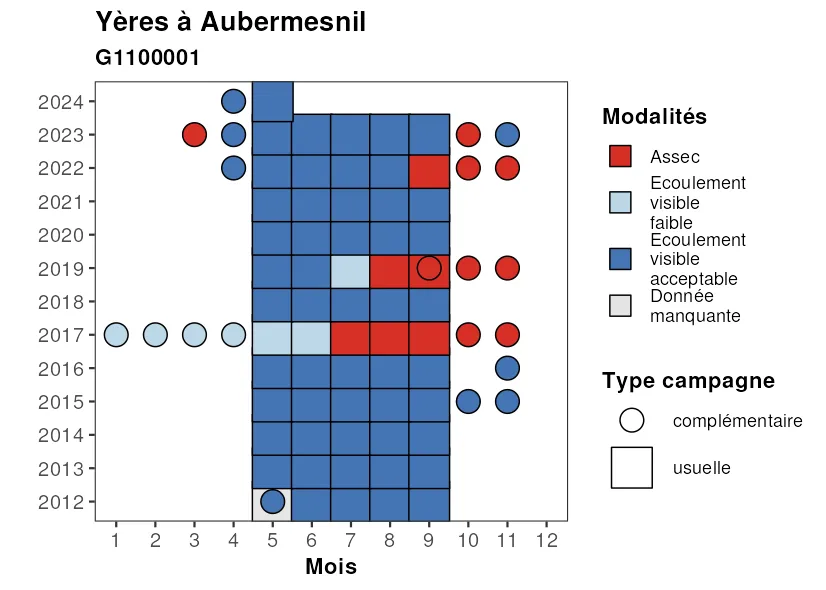 Yères à Aubermesnil
G1100001
2024
2023
2022
2021
2020
2019
2018
2017
2016
2015
2014
2013
2012
1 2 3 4 5 6 7 8 9 10 11 12
Mois
Modalités
Assec
Ecoulement
visible
faible
Ecoulement
visible
acceptable
Donnée
manquante
Type campagne
complémentaire
usuelle